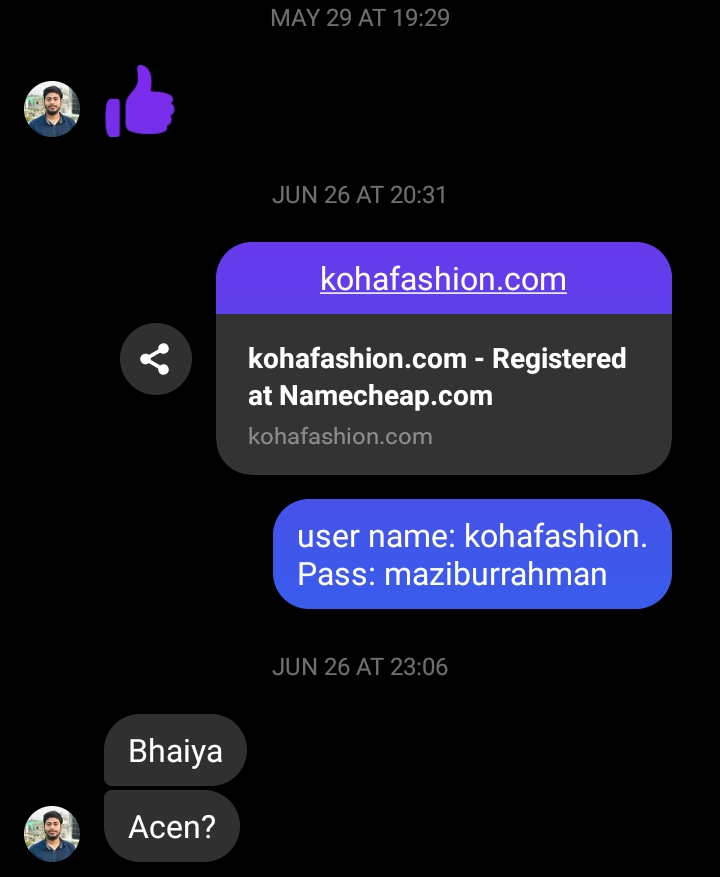 MAY 29 AT 19:29
JUN 26 AT 20:31
kohafashion.com
kohafashion.com - Registered
at Namecheap.com
kohafashion.com
user name: kohafashion.
Pass: maziburrahman
JUN 26 AT 23:06
Bhaiya
Acen?